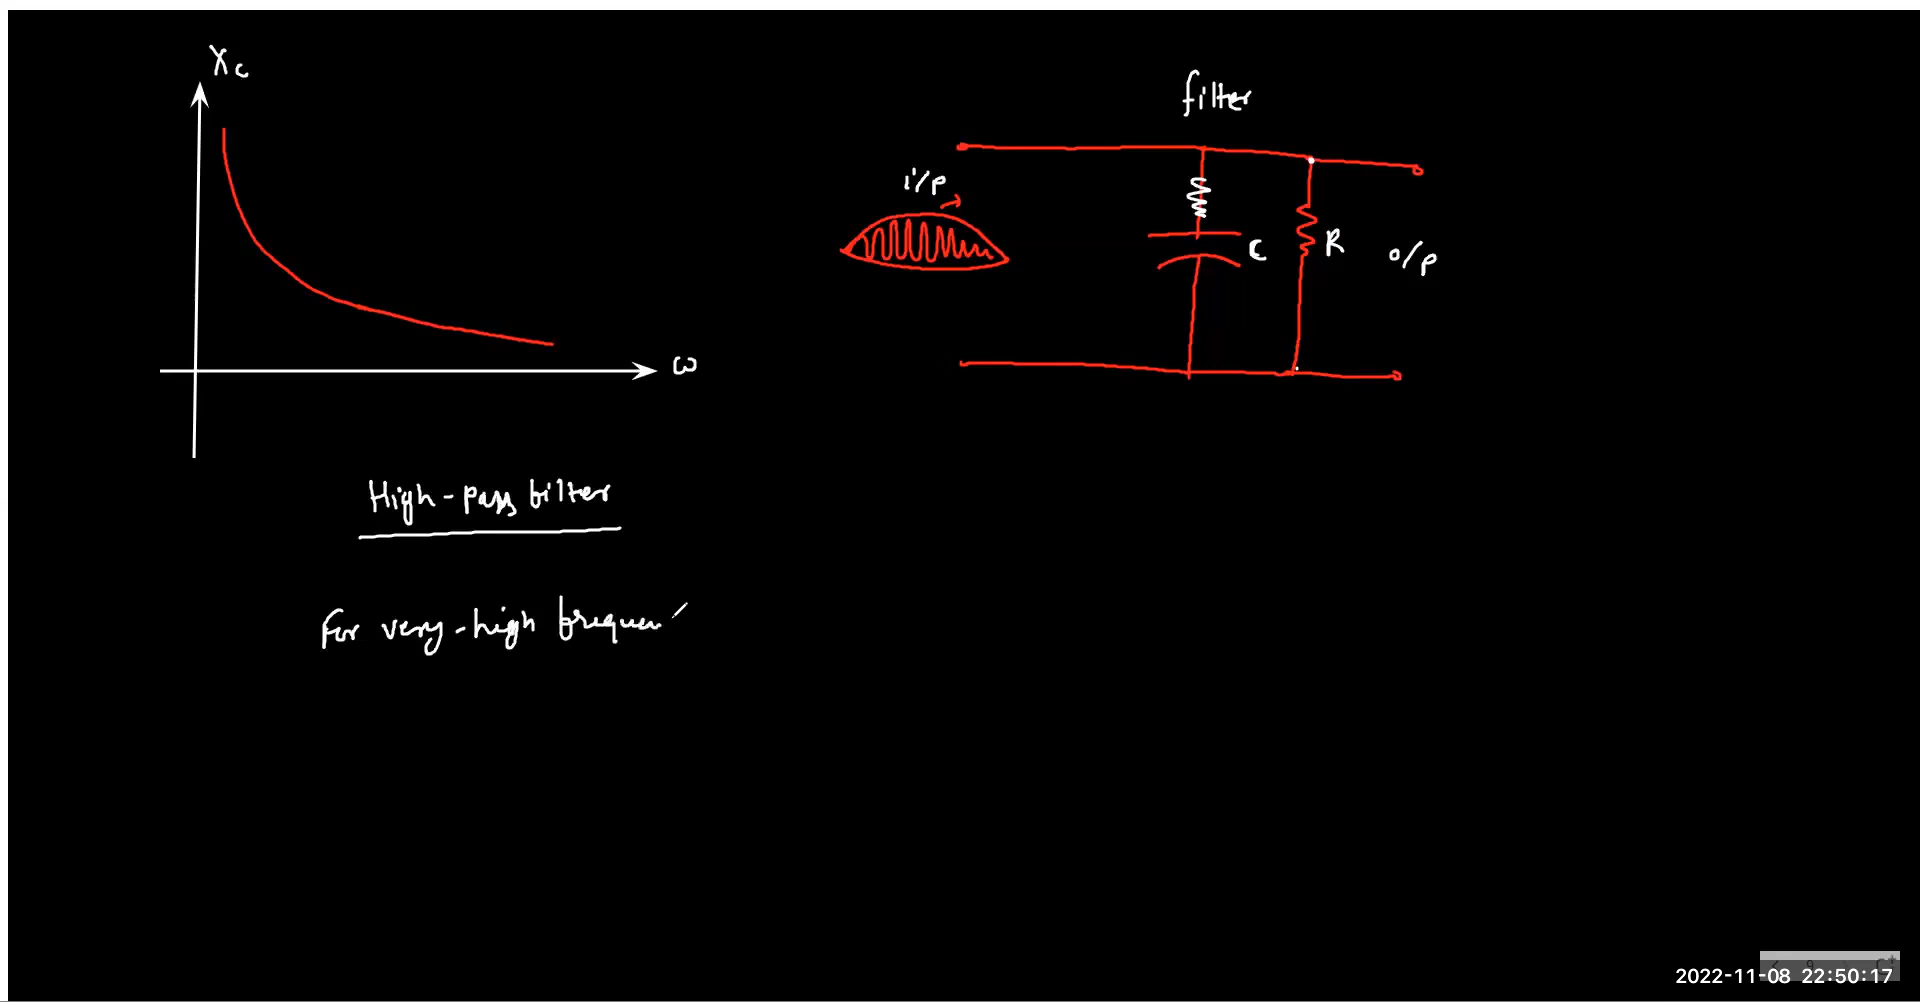 Xc
ω
filter
i/p
C
R
o/p
High-pass filter
For very-high frequen
2022-11-08 22:50:17